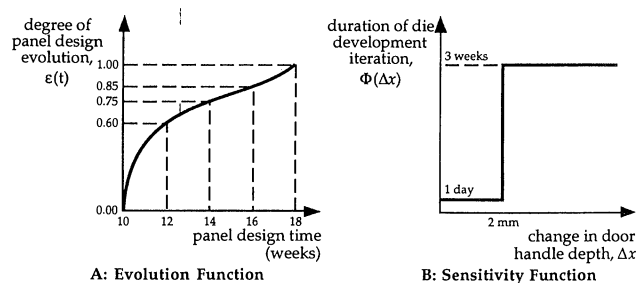 degree of
panel design
evolution,
ε(t)
1.00
0.85
0.75
0.60
0.00
10 12 14 16 18
panel design time
(weeks)
A: Evolution Function
duration of die
development
iteration,
Φ(Δx)
3 weeks
1 day
2 mm
change in door
handle depth, Δx
B: Sensitivity Function